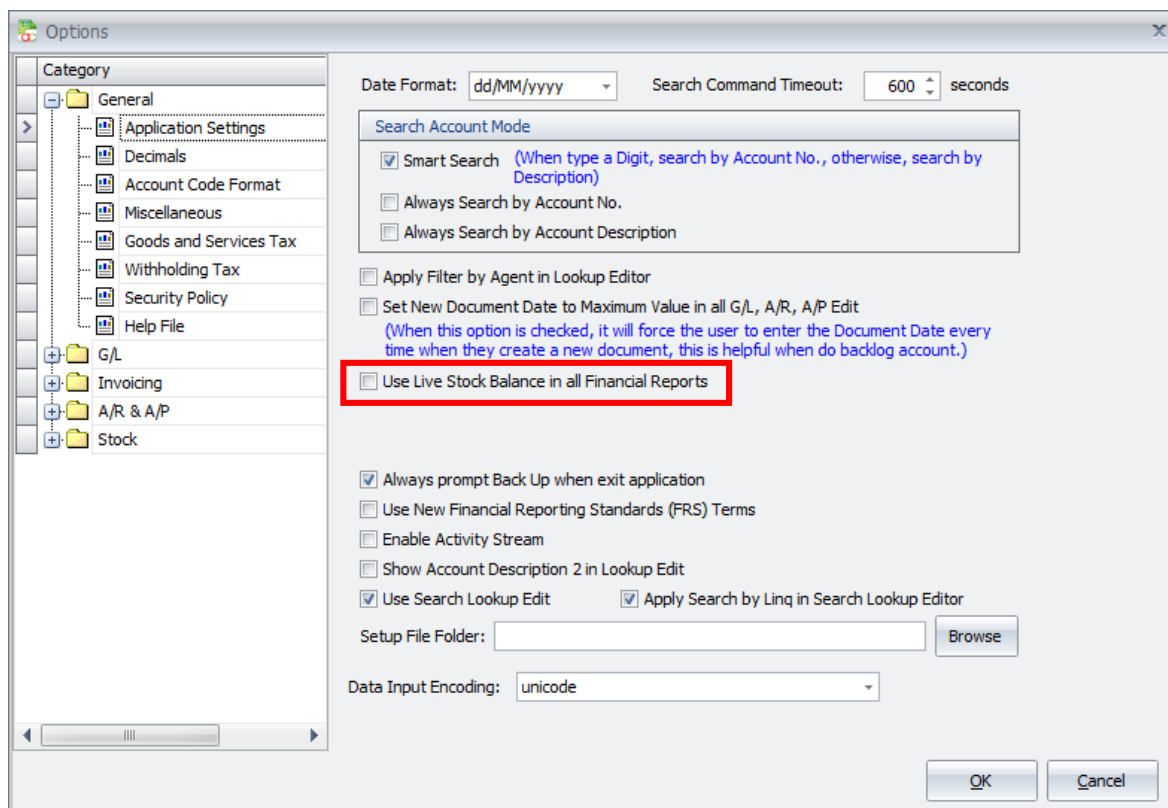 Options
Category
General
Application Settings
Decimals
Account Code Format
Miscellaneous
Goods and Services Tax
Withholding Tax
Security Policy
Help File
G/L
Invoicing
A/R & A/P
Stock
Date Format: dd/MM/yyyy Search Command Timeout: 600 seconds
Search Account Mode
Smart Search (When type a Digit, search by Account No., otherwise, search by
Description)
Always Search by Account No.
Always Search by Account Description
Apply Filter by Agent in Lookup Editor
Set New Document Date to Maximum Value in all G/L, A/R, A/P Edit
(When this option is checked, it will force the user to enter the Document Date every
time when they create a new document, this is helpful when do backlog account.)
Use Live Stock Balance in all Financial Reports
Always prompt Back Up when exit application
Use New Financial Reporting Standards (FRS) Terms
Enable Activity Stream
Show Account Description 2 in Lookup Edit
Use Search Lookup Edit Apply Search by Linq in Search Lookup Editor
Setup File Folder: Browse
Data Input Encoding: unicode
OK Cancel